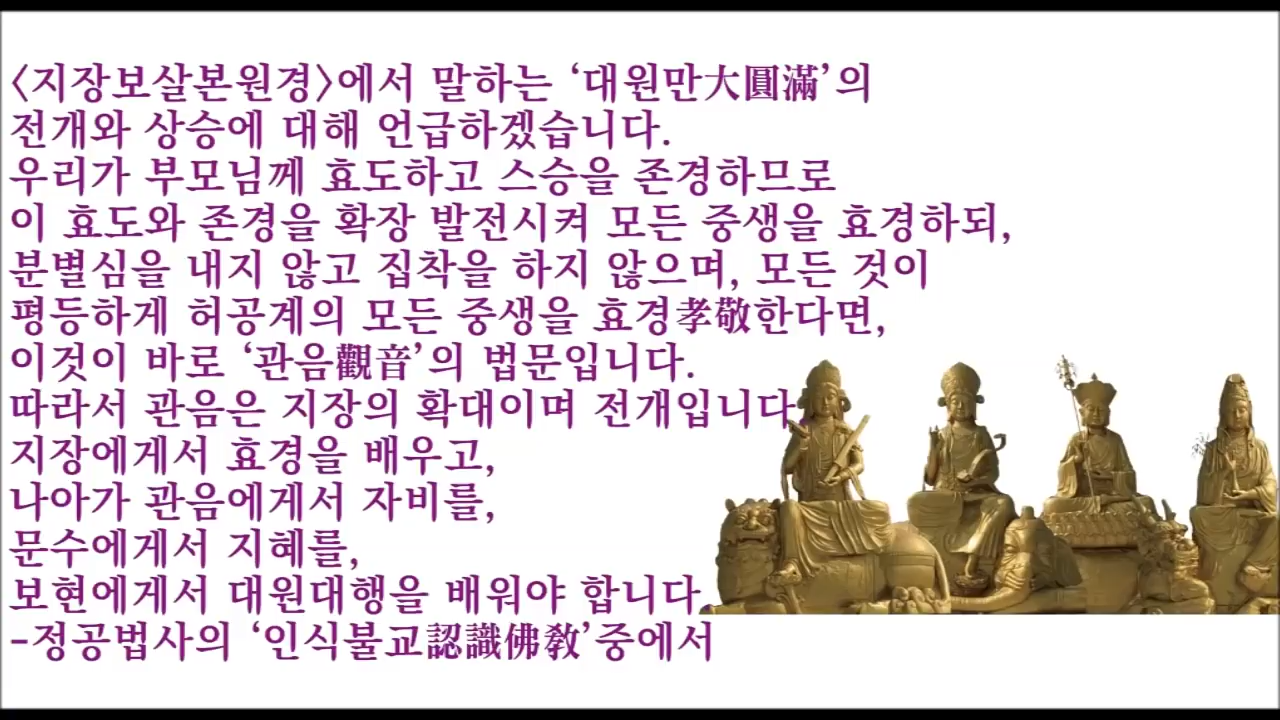 〈지장보살본원경〉에서 말하는 ‘대원만大圓滿’의
전개와 상승에 대해 언급하겠습니다.
우리가 부모님께 효도하고 스승을 존경하므로
이 효도와 존경을 확장 발전시켜 모든 중생을 효경하되,
분별심을 내지 않고 집착을 하지 않으며, 모든 것이
평등하게 허공계의 모든 중생을 효경孝敬한다면,
이것이 바로 ‘관음觀音’의 법문입니다.
따라서 관음은 지장의 확대이며 전개입니다.
지장에게서 효경을 배우고,
나아가 관음에게서 자비를,
문수에게서 지혜를,
보현에게서 대원대행을 배워야 합니다.
-정공법사의 ‘인식불교認識佛敎’중에서